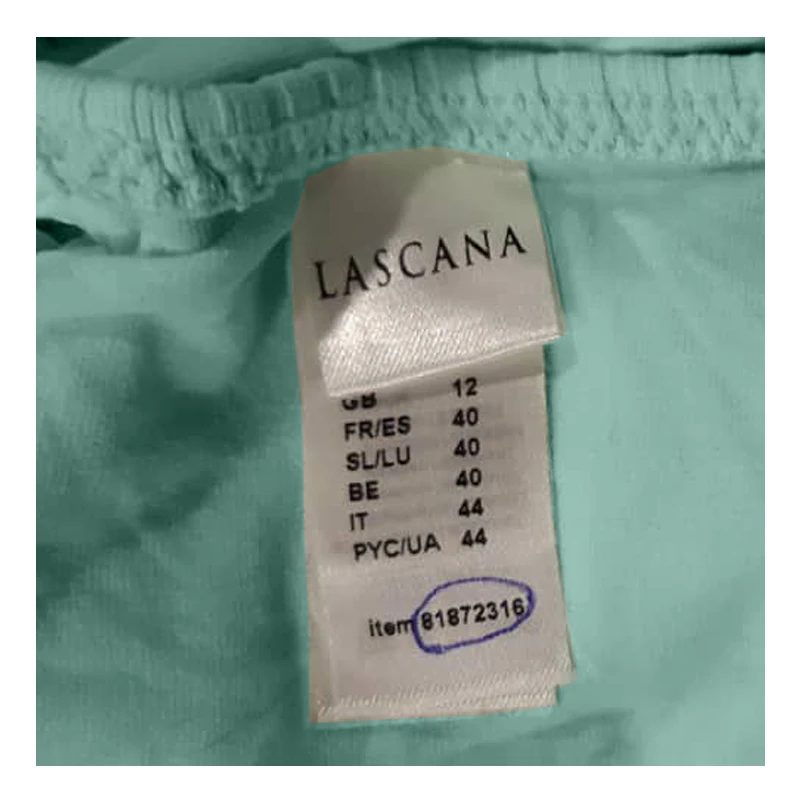 LASCANA
GB 12
FR/ES 40
SL/LU 40
BE 40
IT 44
PYC/UA 44
item 81872316